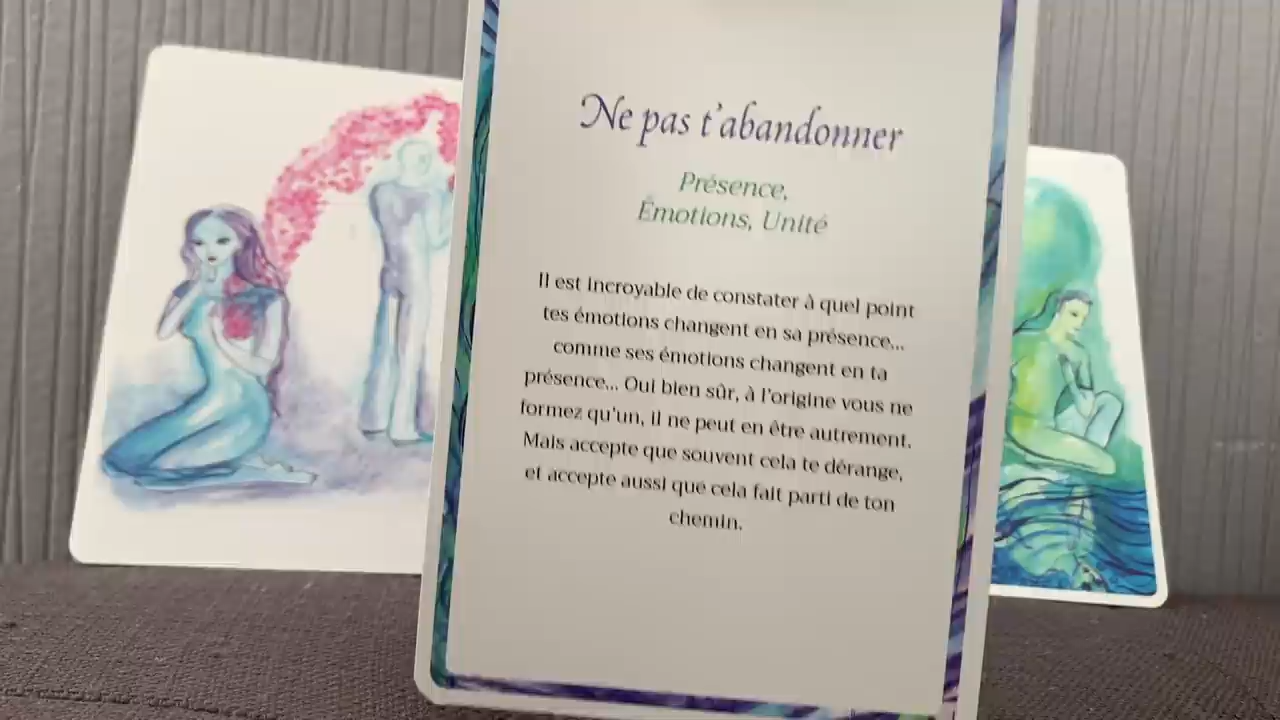 Ne pas t'abandonner
Présence,
Émotions, Unité
Il est incroyable de constater à quel point
tes émotions changent en sa présence...
comme ses émotions changent en ta
présence... Oui bien sûr, à l'origine vous ne
formez qu'un, il ne peut en être autrement.
Mais accepte que souvent cela te dérange,
et accepte aussi que cela fait parti de ton
chemin.